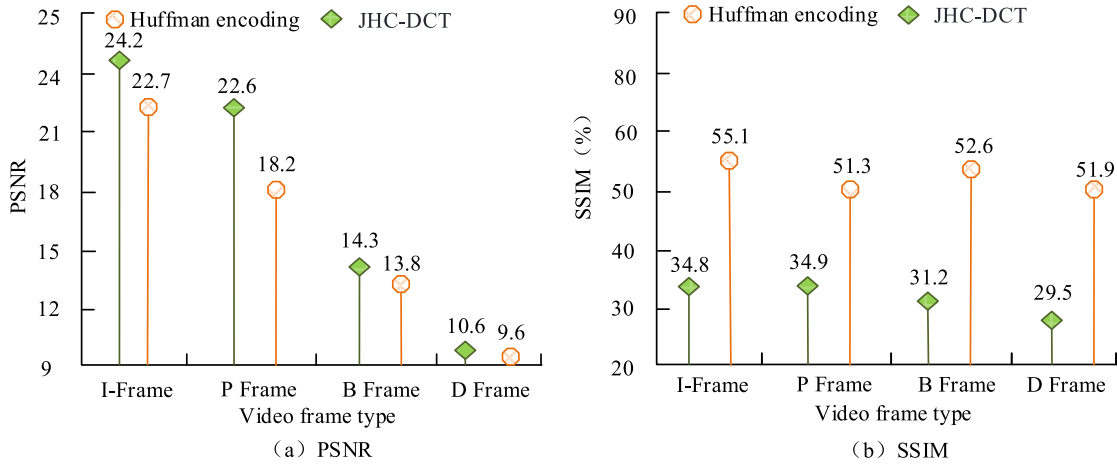 25
24
21
18
15
12
9
PSNR
Huffman encoding
JHC-DCT
24.2
22.7
22.6
18.2
14.3
13.8
10.6
9.6
I-Frame
P Frame
B Frame
D Frame
Video frame type
（a）PSNR
90
80
60
50
40
30
20
SSIM（%）
Huffman encoding
JHC-DCT
34.8
55.1
34.9
51.3
31.2
52.6
29.5
51.9
I-Frame
P Frame
B Frame
D Frame
Video frame type
（b）SSIM